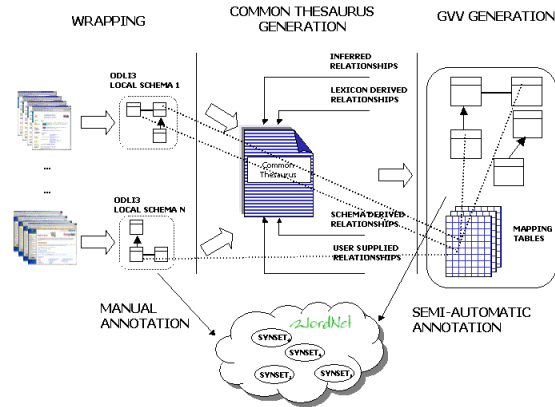 WRAPPING
COMMON THESAURUS
GENERATION
GVV GENERATION
ODLI3
LOCAL SCHEMA 1
INFERRED
RELATIONSHIPS
LEXICON DERIVED
RELATIONSHIPS
Common
Thesaurus
...
...
ODLI3
LOCAL SCHEMA N
SCHEMA DERIVED
RELATIONSHIPS
USER SUPPLIED
RELATIONSHIPS
MAPPING
TABLES
MANUAL
ANNOTATION
WordNet
SEMI-AUTOMATIC
ANNOTATION
SYNSET
SYNSET
SYNSET
SYNSET